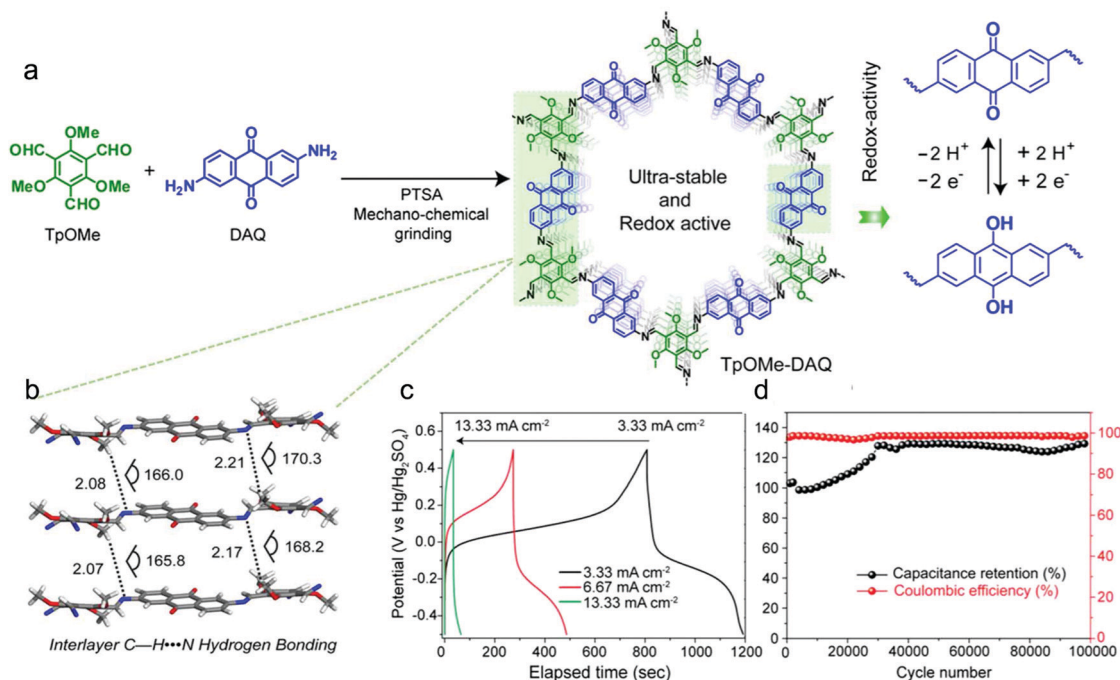 a
OMe
OHC
CHO
MeO
OMe
CHO
TpOMe
+
O
NH₂
H₂N
O
DAQ
PTSA
Mechano-chemical
grinding
Ultra-stable
and
Redox active
TpOMe-DAQ
Redox-activity
O
O
−2 H⁺
−2 e⁻
+ 2 H⁺
+ 2 e⁻
OH
OH
b
2.08
166.0
2.21
170.3
2.07
165.8
2.17
168.2
Interlayer C—H•••N Hydrogen Bonding
c
13.33 mA cm⁻²
3.33 mA cm⁻²
Potential (V vs Hg/Hg₂SO₄)
0.4
0.2
0.0
-0.2
-0.4
3.33 mA cm⁻²
6.67 mA cm⁻²
13.33 mA cm⁻²
0 200 400 600 800 1000 1200
Elapsed time (sec)
d
140
120
100
80
60
40
20
0
100
80
60
40
20
0
Capacitance retention (%)
Coulombic efficiency (%)
0 20000 40000 60000 80000 100000
Cycle number